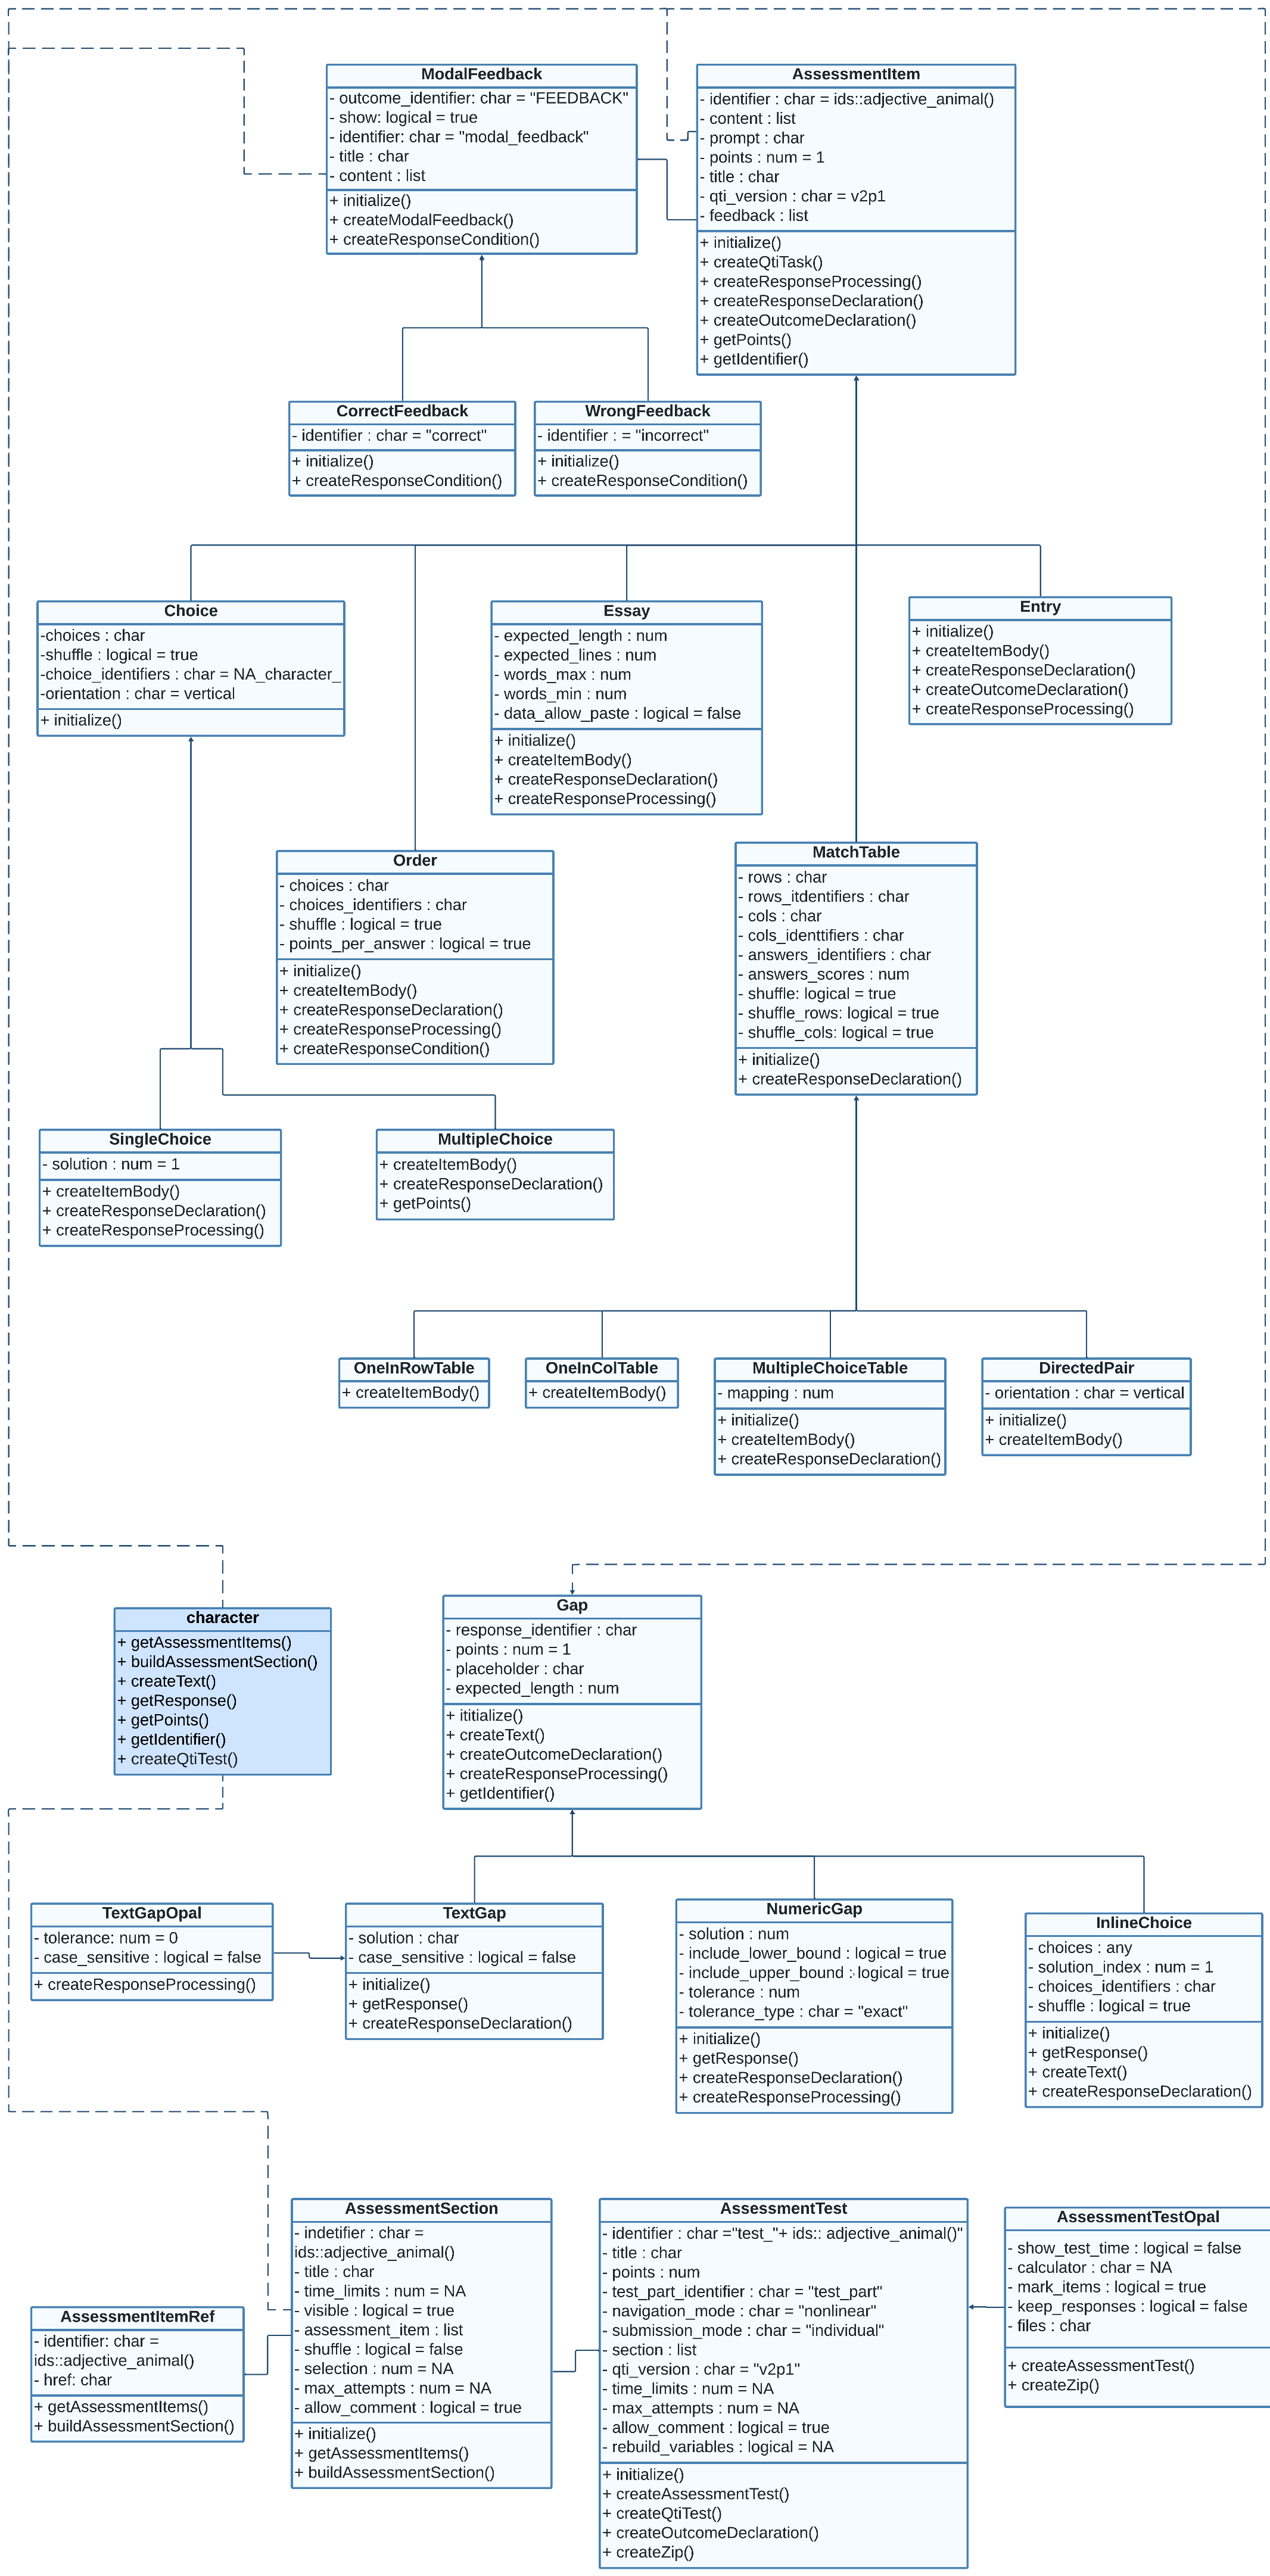 ModalFeedback
- outcome_identifier: char = "FEEDBACK"
- show: logical = true
- identifier: char = "modal_feedback"
- title : char
- content : list
+ initialize()
+ createModalFeedback()
+ createResponseCondition()
AssessmentItem
- identifier : char = ids::adjective_animal()
- content : list
- prompt : char
- points : num = 1
- title : char
- qti_version : char = v2p1
- feedback : list
+ initialize()
+ createQtiTask()
+ createResponseProcessing()
+ createResponseDeclaration()
+ createOutcomeDeclaration()
+ getPoints()
+ getIdentifier()
CorrectFeedback
- identifier : char = "correct"
+ initialize()
+ createResponseCondition()
WrongFeedback
- identifier : = "incorrect"
+ initialize()
+ createResponseCondition()
Choice
-choices : char
-shuffle : logical = true
-choice_identifiers : char = NA_character_
-orientation : char = vertical
+ initialize()
Essay
- expected_length : num
- expected_lines : num
- words_max : num
- words_min : num
- data_allow_paste : logical = false
+ initialize()
+ createItemBody()
+ createResponseDeclaration()
+ createResponseProcessing()
Entry
+ initialize()
+ createItemBody()
+ createResponseDeclaration()
+ createOutcomeDeclaration()
+ createResponseProcessing()
Order
- choices : char
- choices_identifiers : char
- shuffle : logical = true
- points_per_answer : logical = true
+ initialize()
+ createItemBody()
+ createResponseDeclaration()
+ createResponseProcessing()
+ createResponseCondition()
MatchTable
- rows : char
- rows_itdentifiers : char
- cols : char
- cols_identtifiers : char
- answers_identifiers : char
- answers_scores : num
- shuffle: logical = true
- shuffle_rows: logical = true
- shuffle_cols: logical = true
+ initialize()
+ createResponseDeclaration()
SingleChoice
- solution : num = 1
+ createItemBody()
+ createResponseDeclaration()
+ createResponseProcessing()
MultipleChoice
+ createItemBody()
+ createResponseDeclaration()
+ getPoints()
OneInRowTable
+ createItemBody()
OneInColTable
+ createItemBody()
MultipleChoiceTable
- mapping : num
+ initialize()
+ createItemBody()
+ createResponseDeclaration()
DirectedPair
- orientation : char = vertical
+ initialize()
+ createItemBody()
character
+ getAssessmentItems()
+ buildAssessmentSection()
+ createText()
+ getResponse()
+ getPoints()
+ getIdentifier()
+ createQtiTest()
Gap
- response_identifier : char
- points : num = 1
- placeholder : char
- expected_length : num
+ ititialize()
+ createText()
+ createOutcomeDeclaration()
+ createResponseProcessing()
+ getIdentifier()
TextGapOpal
- tolerance: num = 0
- case_sensitive : logical = false
+ createResponseProcessing()
TextGap
- solution : char
- case_sensitive : logical = false
+ initialize()
+ getResponse()
+ createResponseDeclaration()
NumericGap
- solution : num
- include_lower_bound : logical = true
- include_upper_bound : logical = true
- tolerance : num
- tolerance_type : char = "exact"
+ initialize()
+ getResponse()
+ createResponseDeclaration()
+ createResponseProcessing()
InlineChoice
- choices : any
- solution_index : num = 1
- choices_identifiers : char
- shuffle : logical = true
+ initialize()
+ getResponse()
+ createText()
+ createResponseDeclaration()
AssessmentItemRef
- identifier: char =
ids::adjective_animal()
- href: char
+ getAssessmentItems()
+ buildAssessmentSection()
AssessmentSection
- indetifier : char =
ids::adjective_animal()
- title : char
- time_limits : num = NA
- visible : logical = true
- assessment_item : list
- shuffle : logical = false
- selection : num = NA
- max_attempts : num = NA
- allow_comment : logical = true
+ initialize()
+ getAssessmentItems()
+ buildAssessmentSection()
AssessmentTest
- identifier : char ="test_"+ ids:: adjective_animal()"
- title : char
- points : num
- test_part_identifier : char = "test_part"
- navigation_mode : char = "nonlinear"
- submission_mode : char = "individual"
- section : list
- qti_version : char = "v2p1"
- time_limits : num = NA
- max_attempts : num = NA
- allow_comment : logical = true
- rebuild_variables : logical = NA
+ initialize()
+ createAssessmentTest()
+ createQtiTest()
+ createOutcomeDeclaration()
+ createZip()
AssessmentTestOpal
- show_test_time : logical = false
- calculator : char = NA
- mark_items : logical = true
- keep_responses : logical = false
- files : char
+ createAssessmentTest()
+ createZip()